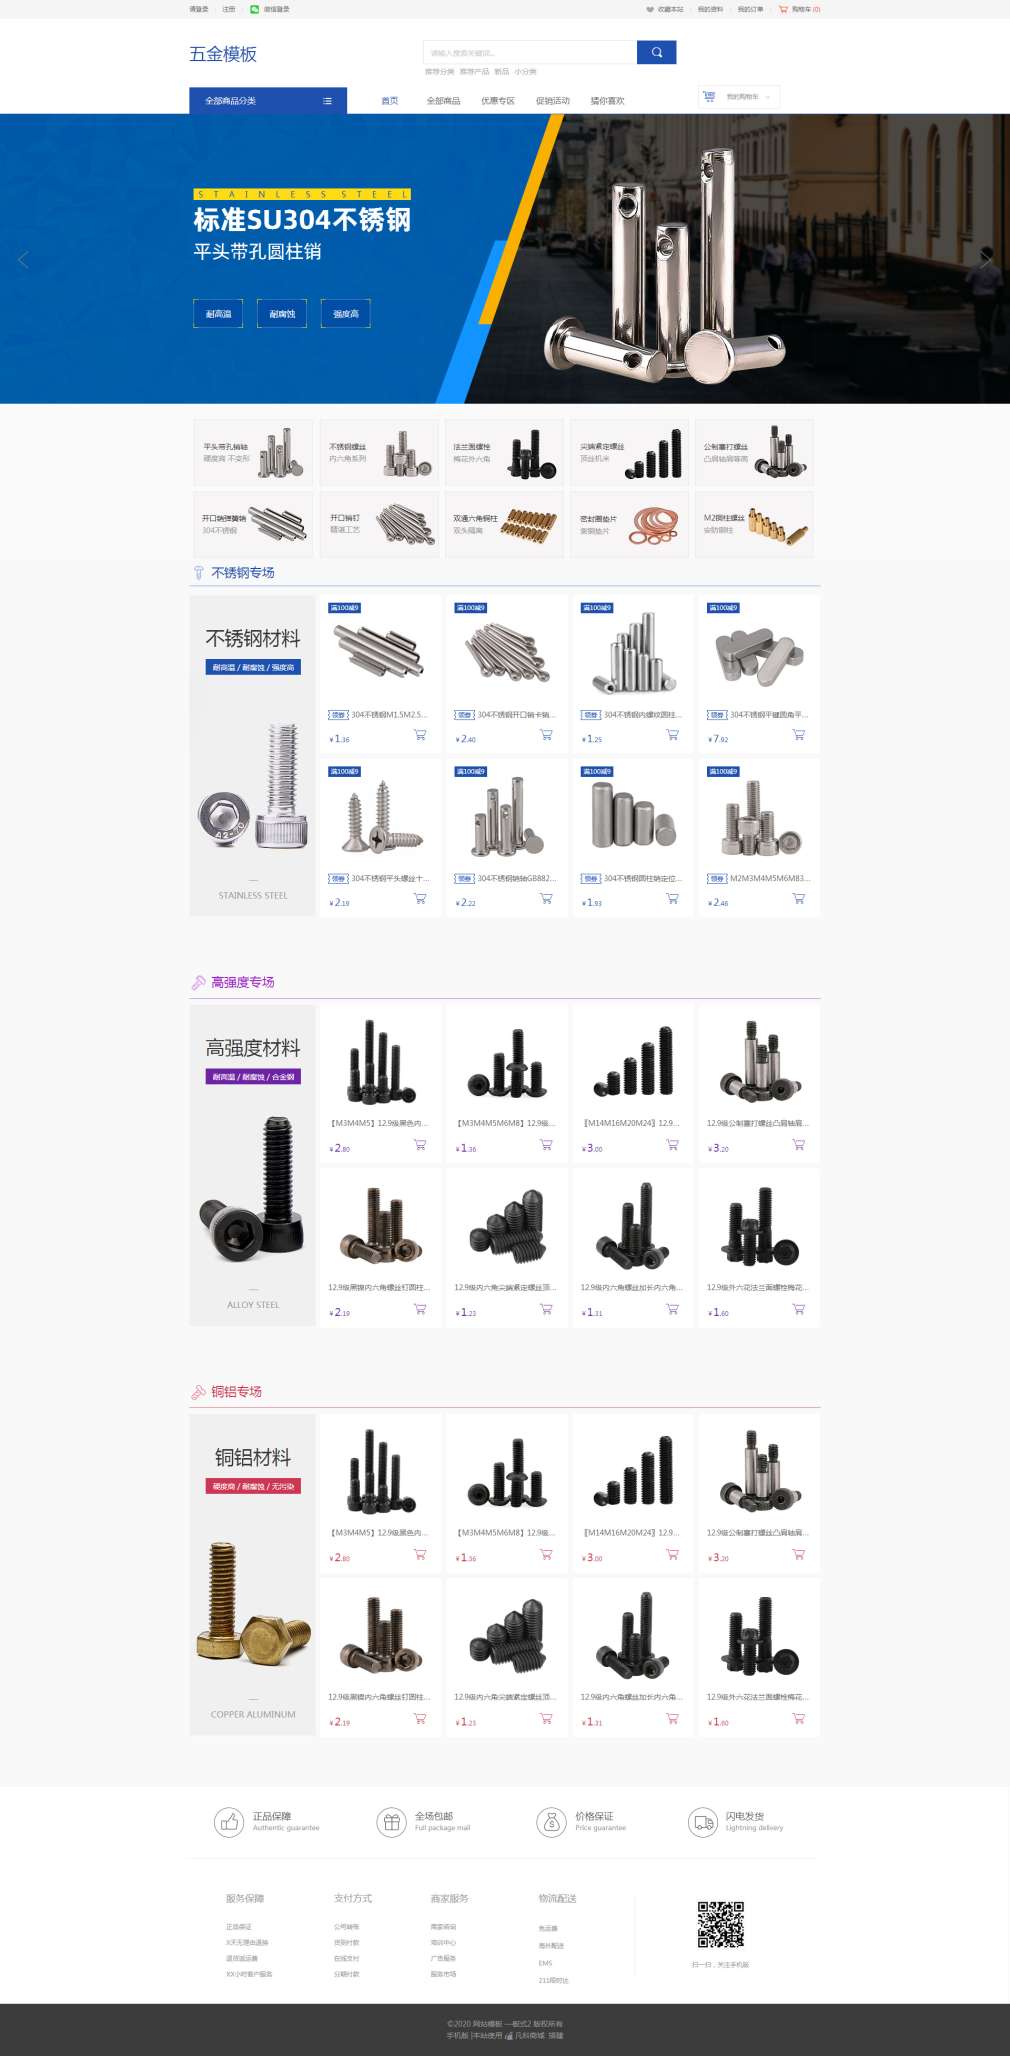 请登录 注册 微信登录
收藏本站 我的资料 我的订单 购物车 (0)
五金模板
请输入搜索关键词...
推荐分类 推荐产品 新品 小分类
全部商品分类
首页 全部商品 优惠专区 促销活动 猜你喜欢
我的购物车
STAINLESS STEEL
标准SU304不锈钢
平头带孔圆柱销
耐高温 耐腐蚀 强度高
平头带孔销轴
硬度高 不变形
不锈钢螺丝
内六角系列
法兰面螺栓
梅花外六角
尖端紧定螺丝
顶丝机米
公制塞打螺丝
凸肩轴肩等高
开口销弹簧销
304不锈钢
开口销钉
精湛工艺
双通六角铜柱
双头隔离
密封圈垫片
紫铜垫片
M2铜柱螺丝
安防铜柱
不锈钢专场
不锈钢材料
耐高温 / 耐腐蚀 / 强度高
A2-70
STAINLESS STEEL
满100减9 满100减9 满100减9 满100减9
领券 304不锈钢M1.5M2.5...
¥ 1.36
领券 304不锈钢开口销卡销...
¥ 2.40
领券 304不锈钢内螺纹圆柱...
¥ 1.25
领券 304不锈钢平键圆角平...
¥ 7.92
满100减9 满100减9 满100减9 满100减9
领券 304不锈钢平头螺丝十...
¥ 2.19
领券 304不锈钢销轴GB882...
¥ 2.22
领券 304不锈钢圆柱销定位...
¥ 1.93
领券 M2M3M4M5M6M83...
¥ 2.46
高强度专场
高强度材料
耐高温 / 耐腐蚀 / 合金钢
ALLOY STEEL
【M3M4M5】12.9级黑色内...
¥ 2.80
【M3M4M5M6M8】12.9级...
¥ 1.36
〖M14M16M20M24〗12.9...
¥ 3.00
12.9级公制塞打螺丝凸肩轴肩...
¥ 3.20
12.9级黑镍内六角螺丝钉圆柱...
¥ 2.19
12.9级内六角尖端紧定螺丝顶...
¥ 1.23
12.9级内六角螺丝加长内六角...
¥ 1.31
12.9级外六花法兰面螺栓梅花...
¥ 1.60
铜铝专场
铜铝材料
硬度高 / 耐腐蚀 / 无污染
COPPER ALUMINUM
【M3M4M5】12.9级黑色内...
¥ 2.80
【M3M4M5M6M8】12.9级...
¥ 1.36
〖M14M16M20M24〗12.9...
¥ 3.00
12.9级公制塞打螺丝凸肩轴肩...
¥ 3.20
12.9级黑镍内六角螺丝钉圆柱...
¥ 2.19
12.9级内六角尖端紧定螺丝顶...
¥ 1.23
12.9级内六角螺丝加长内六角...
¥ 1.31
12.9级外六花法兰面螺栓梅花...
¥ 1.60
正品保障
Authentic guarantee
全场包邮
Full package mail
价格保证
Price guarantee
闪电发货
Lightning delivery
服务保障
正品保证
X天无理由退换
退货返运费
XX小时客户服务
支付方式
公司转帐
货到付款
在线支付
分期付款
商家服务
商家咨询
培训中心
广告服务
服务市场
物流配送
免运费
海外配送
EMS
211限时达
扫一扫，关注手机版
©2020 网站模板 —板式2 版权所有
手机版 |本站使用 凡科商城 搭建